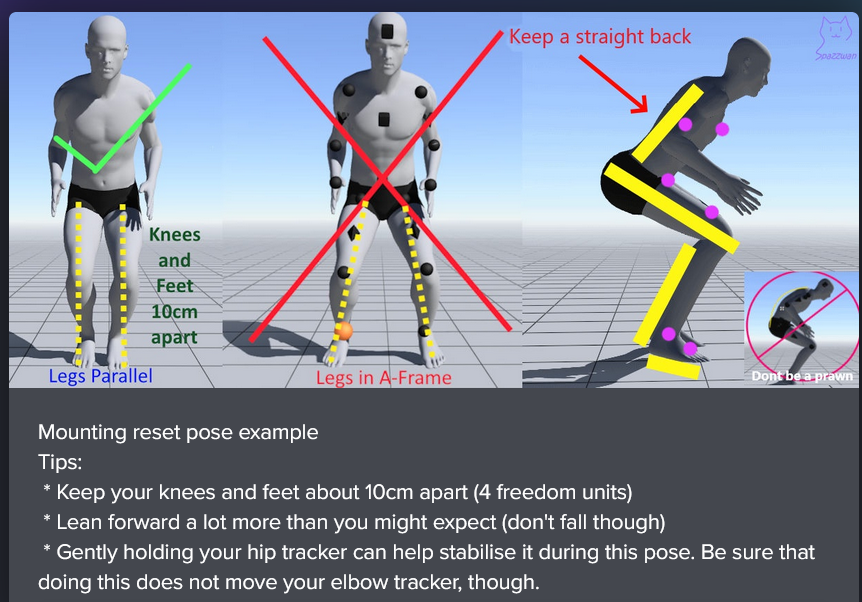 Keep a straight back
Spazzwan
Knees
and
Feet
10cm
apart
Legs Parallel
Legs in A-Frame
Dont be a prawn
Mounting reset pose example
Tips:
* Keep your knees and feet about 10cm apart (4 freedom units)
* Lean forward a lot more than you might expect (don't fall though)
* Gently holding your hip tracker can help stabilise it during this pose. Be sure that
doing this does not move your elbow tracker, though.